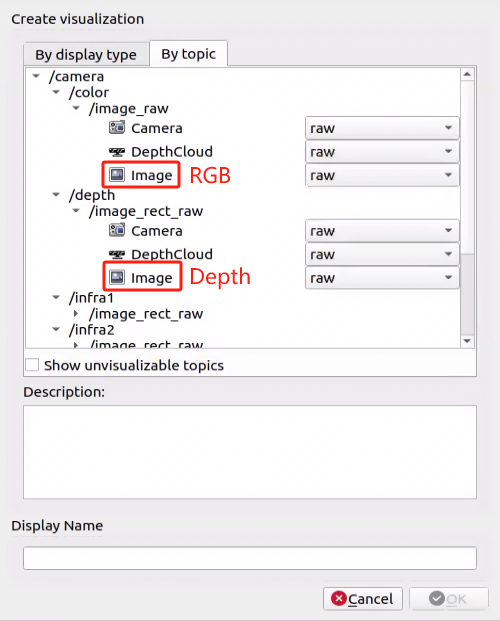 Create visualization
By display type By topic
/camera
/color
/image_raw
Camera raw
DepthCloud raw
Image RGB raw
/depth
/image_rect_raw
Camera raw
DepthCloud raw
Image Depth raw
/infra1
/image_rect_raw
/infra2
/image_rect_raw
Show unvisualizable topics
Description:
Display Name
Cancel OK